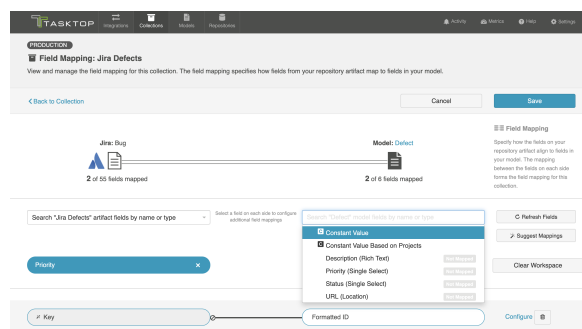 TASKTOP
Integrations
Collections
Models
Repositories
Activity
Metrics
Help
Settings
PRODUCTION
Field Mapping: Jira Defects
View and manage the field mapping for this collection. The field mapping specifies how fields from your repository artifact map to fields in your model.
Back to Collection
Cancel
Save
Jira: Bug
2 of 55 fields mapped
Model: Defect
2 of 6 fields mapped
Field Mapping
Specify how the fields on your
repository artifact align to fields in
your model. The mapping
between the fields on each side
forms the field mapping for this
collection.
Search "Jira Defects" artifact fields by name or type
Select a field on each side to configure
additional field mappings
Search "Defect" model fields by name or type
Refresh Fields
Suggest Mappings
Clear Workspace
C Constant Value
C Constant Value Based on Projects
Description (Rich Text) Not Mapped
Priority (Single Select) Not Mapped
Status (Single Select) Not Mapped
URL (Location) Not Mapped
Priority
Key
Formatted ID
Configure